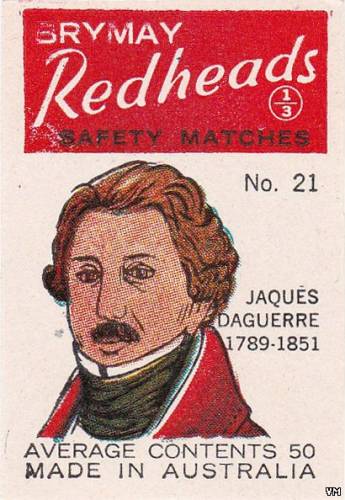 BRYMAY
Redheads
1/3
SAFETY MATCHES
No. 21
JAQUES
DAGUERRE
1789-1851
AVERAGE CONTENTS 50
MADE IN AUSTRALIA
VM